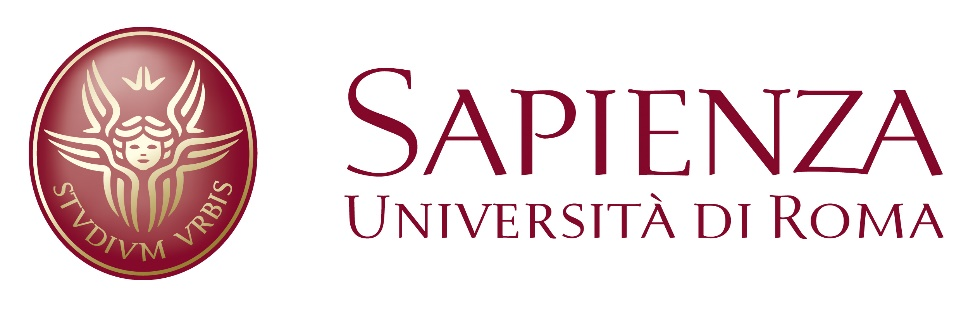 STVDIVM VRBIS
SAPIENZA
UNIVERSITÀ DI ROMA